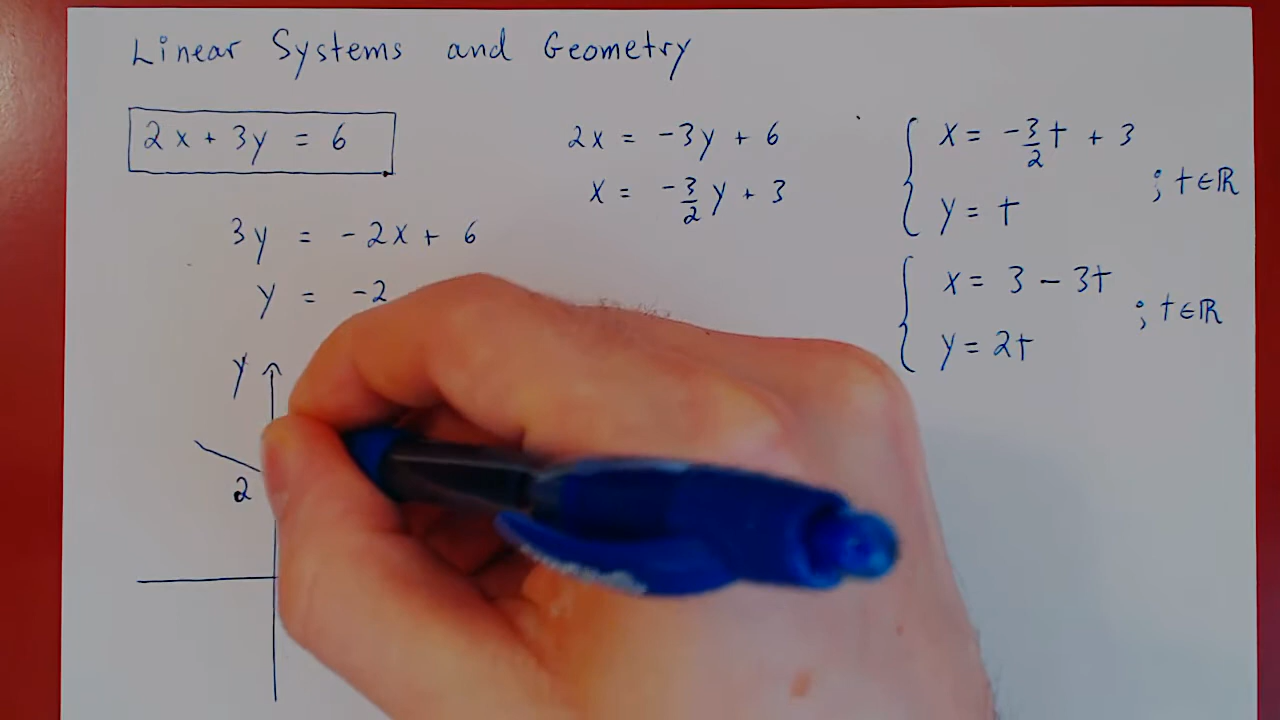 Linear Systems and Geometry
2x + 3y = 6
3y = -2x + 6
y = -2
y
2
2x = -3y + 6
x = -3/2 y + 3
x = -3/2 t + 3
y = t
; t∈ℝ
x = 3 - 3t
y = 2t
; t∈ℝ